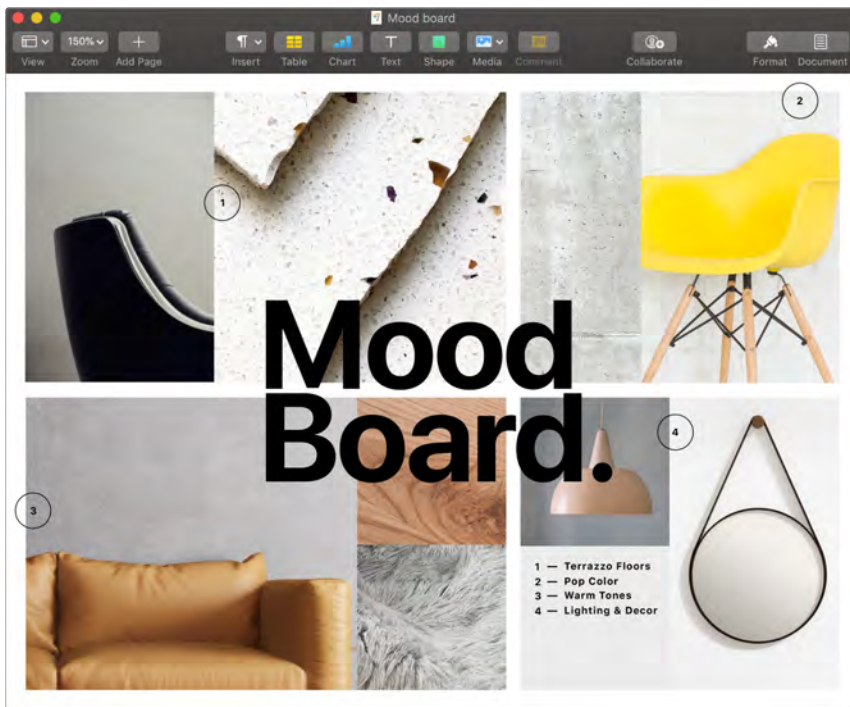 Mood board
150%
View
Zoom
Add Page
Insert
Table
Chart
Text
Shape
Media
Comment
Collaborate
Format
Document
1
2
Mood
Board.
3
4
1 — Terrazzo Floors
2 — Pop Color
3 — Warm Tones
4 — Lighting & Decor